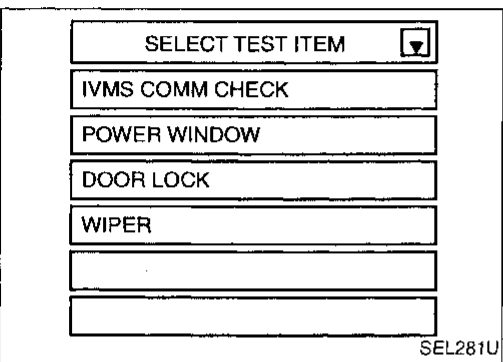 SELECT TEST ITEM
IVMS COMM CHECK
POWER WINDOW
DOOR LOCK
WIPER
SEL281U